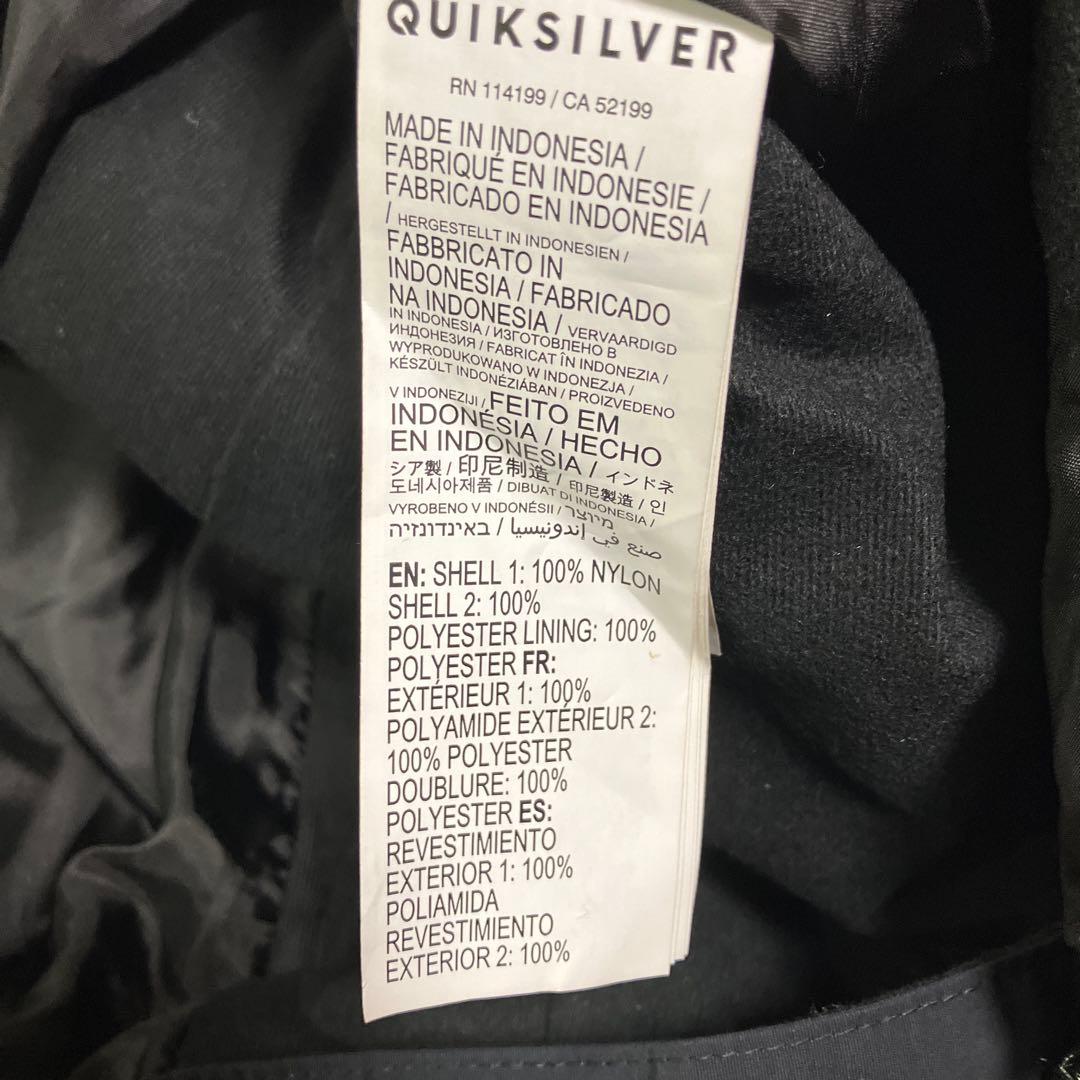 QUIKSILVER
RN 114199 / CA 52199
MADE IN INDONESIA /
FABRIQUÉ EN INDONESIE /
FABRICADO EN INDONESIA
/ HERGESTELLT IN INDONESIEN /
FABBRICATO IN
INDONESIA / FABRICADO
NA INDONESIA / VERVAARDIGD
IN INDONESIA / ИЗГОТОВЛЕНО В
ИНДОНЕЗИЯ / FABRICAT ÎN INDONEZIA /
WYPRODUKOWANO W INDONEZJA /
KÉSZÜLT INDONÉZIÁBAN / PROIZVEDENO
V INDONEZIJI / FEITO EM
INDONÉSIA / HECHO
EN INDONESIA / インドネ
シア製 / 印尼制造 / 印尼製造 / 인
도네시아제품 / DIBUAT DI INDONESIA /
VYROBENO V INDONÉSII / מיוצר
באינדונזיה / صنع في إندونيسيا
EN: SHELL 1: 100% NYLON
SHELL 2: 100%
POLYESTER LINING: 100%
POLYESTER FR:
EXTÉRIEUR 1: 100%
POLYAMIDE EXTÉRIEUR 2:
100% POLYESTER
DOUBLURE: 100%
POLYESTER ES:
REVESTIMIENTO
EXTERIOR 1: 100%
POLIAMIDA
REVESTIMIENTO
EXTERIOR 2: 100%